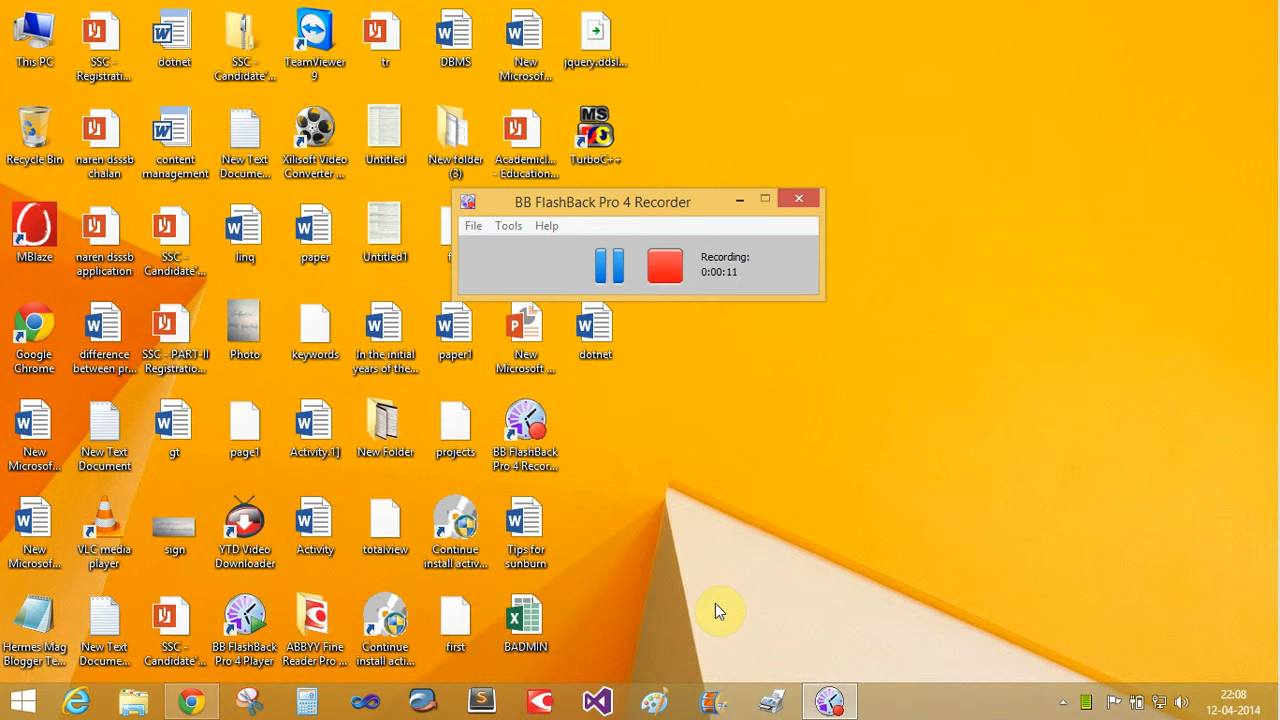 This PC
SSC -
Registrati...
dotnet
SSC -
Candidate'...
TeamViewer
9
tr
DBMS
New
Microsof...
jquery.ddsl...
Recycle Bin
naren dsssb
chalan
content
management
New Text
Docume...
Xilisoft Video
Converter ...
Untitled
New folder
(3)
Academicl...
- Education...
MS
TurboC++
MBlaze
naren dsssb
application
SSC -
Candidate'...
linq
paper
Untitled1
BB FlashBack Pro 4 Recorder
File Tools Help
Recording:
0:00:11
Google
Chrome
difference
between pr...
SSC - PART-II
Registratio...
Photo
keywords
In the initial
years of the...
paper1
New
Microsoft ...
dotnet
New
Microsof...
New Text
Document
gt
page1
Activity.1]
New Folder
projects
BB FlashBack
Pro 4 Recor...
New
Microsof...
VLC media
player
sign
YTD Video
Downloader
Activity
totalview
Continue
install activ...
Tips for
sunburn
Hermes Mag
Blogger Te...
New Text
Docume...
SSC -
Candidate'...
BB FlashBack
Pro 4 Player
ABBYY Fine
Reader Pro ...
Continue
install acti...
first
BADMIN
22:08
12-04-2014